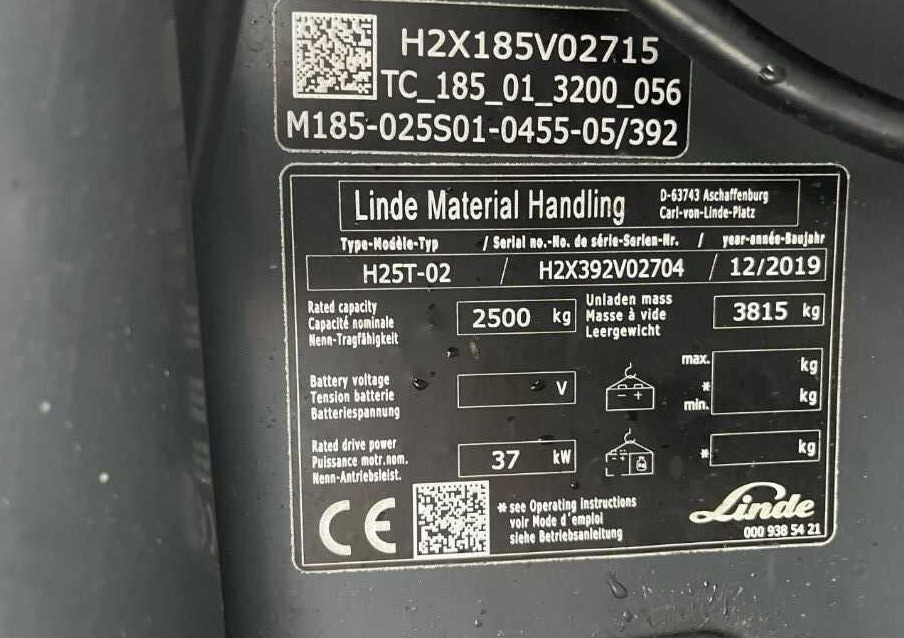 H2X185V02715
TC_185_01_3200_056
M185-025S01-0455-05/392
Linde Material Handling
D-63743 Aschaffenburg
Carl-von-Linde-Platz
Type-Modèle-Typ / Serial no.-No. de série-Serien-Nr. / year-année-Baujahr
H25T-02 / H2X392V02704 / 12/2019
Rated capacity
Capacité nominale
Nenn-Tragfähigkeit
2500 kg
Unladen mass
Masse à vide
Leergewicht
3815 kg
Battery voltage
Tension batterie
Batteriespannung
V
- +
max. kg
*
min. kg
Rated drive power
Puissance motr.nom.
Nenn-Antriebsleist.
37 kW
* kg
CE
* see Operating instructions
voir Mode d'emploi
siehe Betriebsanleitung
Linde
000 938 54 21